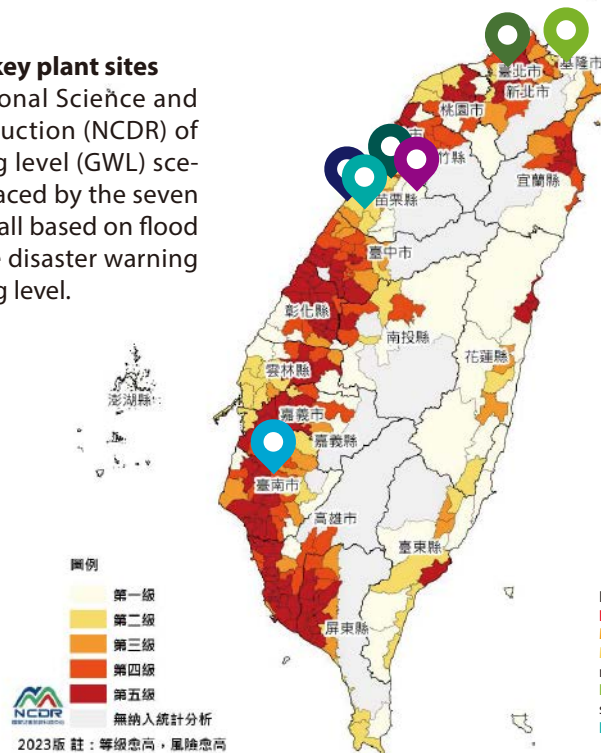 key plant sites
onal Science and
uction (NCDR) of
g level (GWL) sce-
aced by the seven
all based on flood
e disaster warning
g level.
基隆市
臺北市
新北市
桃園市
竹縣
宜蘭縣
苗栗縣
臺中市
彰化縣
南投縣
花蓮縣
雲林縣
澎湖縣
嘉義市
嘉義縣
臺南市
高雄市
臺東縣
屏東縣
圖例
第一級
第二級
第三級
第四級
第五級
無納入統計分析
NCDR
2023版 註：等級愈高，風險愈高